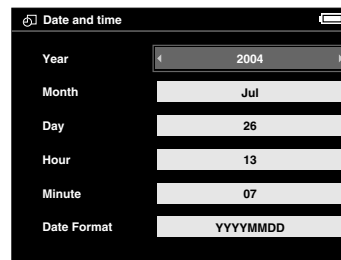 Date and time
Year 2004
Month Jul
Day 26
Hour 13
Minute 07
Date Format YYYYMMDD